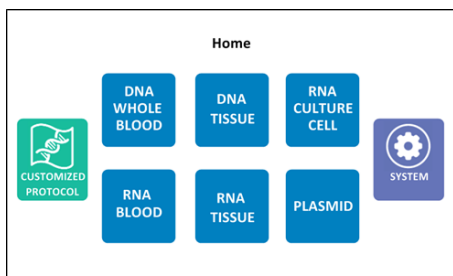 Home
DNA
WHOLE
BLOOD
DNA
TISSUE
RNA
CULTURE
CELL
CUSTOMIZED
PROTOCOL
SYSTEM
RNA
BLOOD
RNA
TISSUE
PLASMID